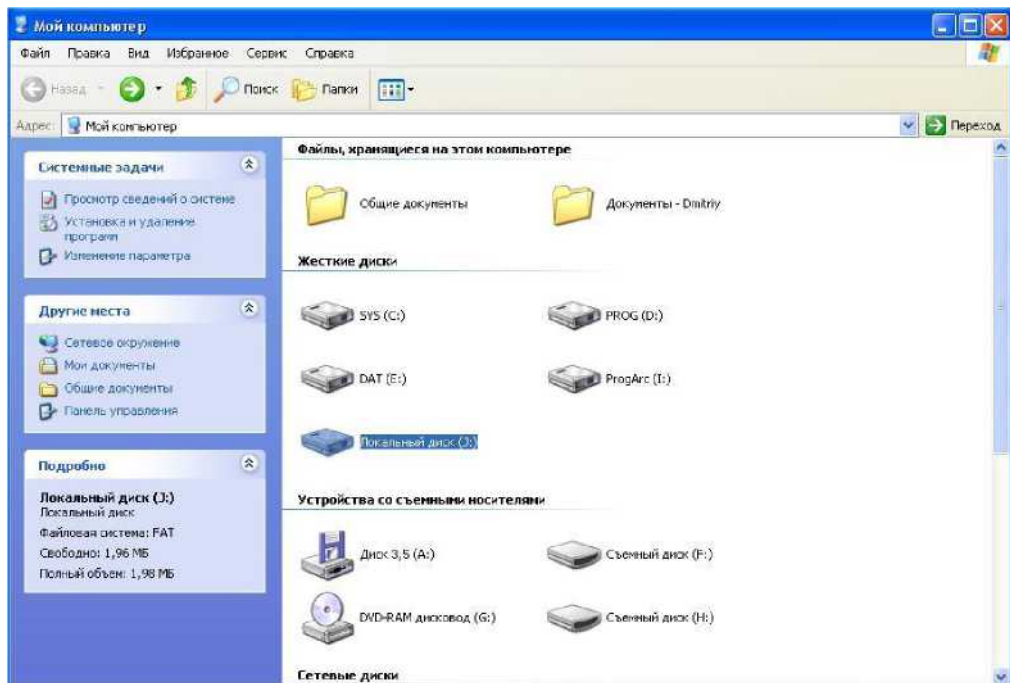 Мой компьютер
Файл Правка Вид Избранное Сервис Справка
Назад Поиск Папки
Адрес: Мой компьютер Переход
Системные задачи
Просмотр сведений о системе
Установка и удаление
программ
Изменение параметра
Другие места
Сетевое окружение
Мои документы
Общие документы
Панель управления
Подробно
Локальный диск (J:)
Локальный диск
Файловая система: FAT
Свободно: 1,96 МБ
Полный объем: 1,98 МБ
Файлы, хранящиеся на этом компьютере
Общие документы
Документы - Dmitriy
Жесткие диски
SYS (C:)
PROG (D:)
DAT (E:)
ProgArc (I:)
Локальный диск (J:)
Устройства со съемными носителями
Диск 3,5 (A:)
Съемный диск (F:)
DVD-RAM дисковод (G:)
Съемный диск (H:)
Сетевые диски